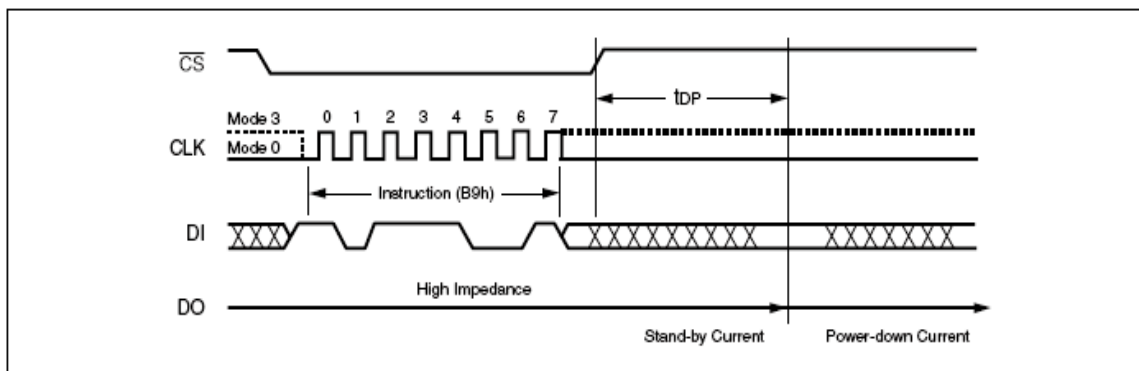 CS
tDP
Mode 3
0 1 2 3 4 5 6 7
CLK
Mode 0
Instruction (B9h)
DI
High Impedance
DO
Stand-by Current
Power-down Current